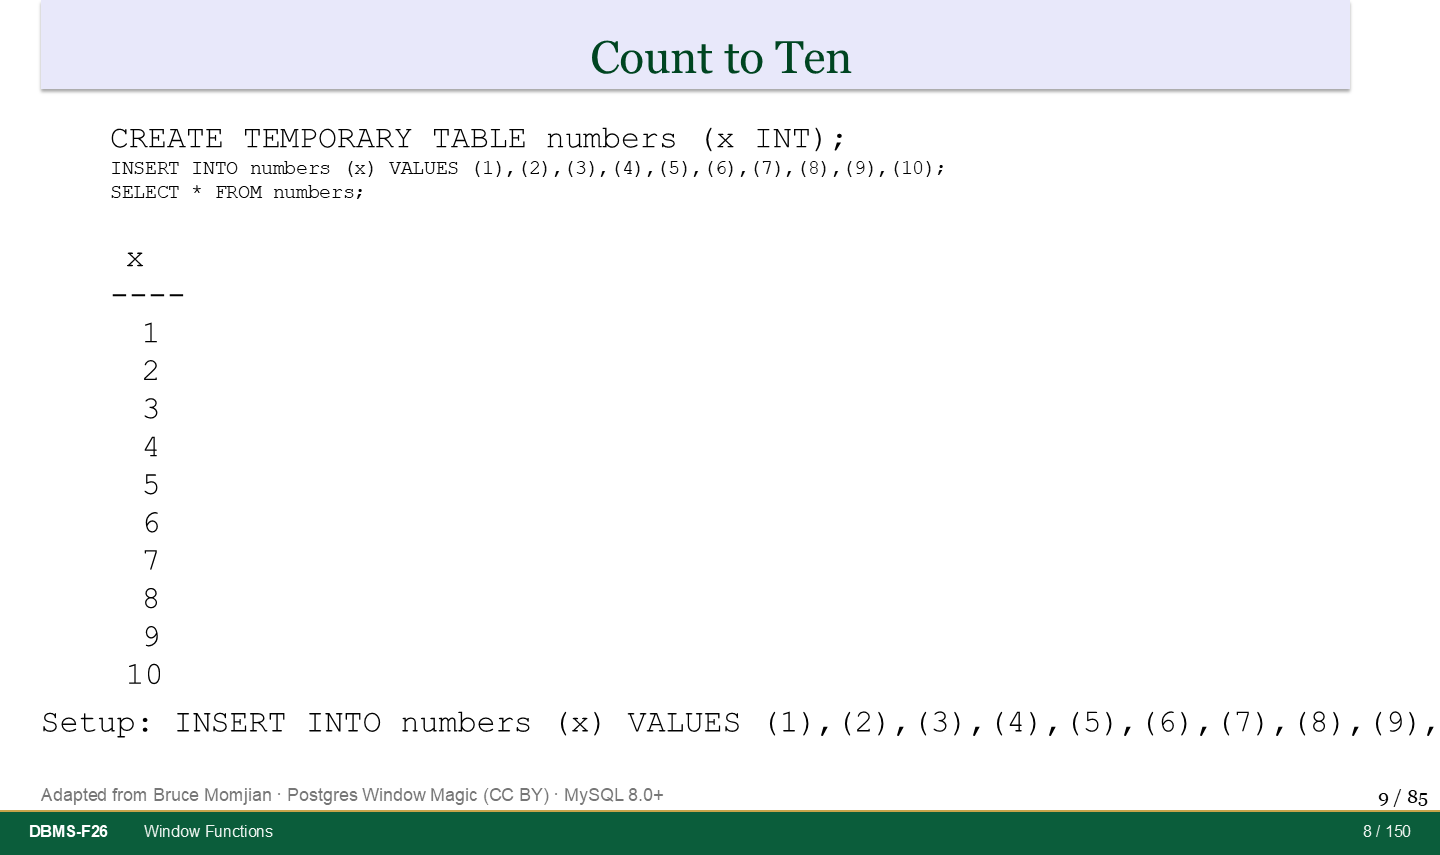 Count to Ten
CREATE TEMPORARY TABLE numbers (x INT);
INSERT INTO numbers (x) VALUES (1),(2),(3),(4),(5),(6),(7),(8),(9),(10);
SELECT * FROM numbers;
x
----
1
2
3
4
5
6
7
8
9
10
Setup: INSERT INTO numbers (x) VALUES (1),(2),(3),(4),(5),(6),(7),(8),(9),
Adapted from Bruce Momjian · Postgres Window Magic (CC BY) · MySQL 8.0+
9 / 85
DBMS-F26 Window Functions 8 / 150